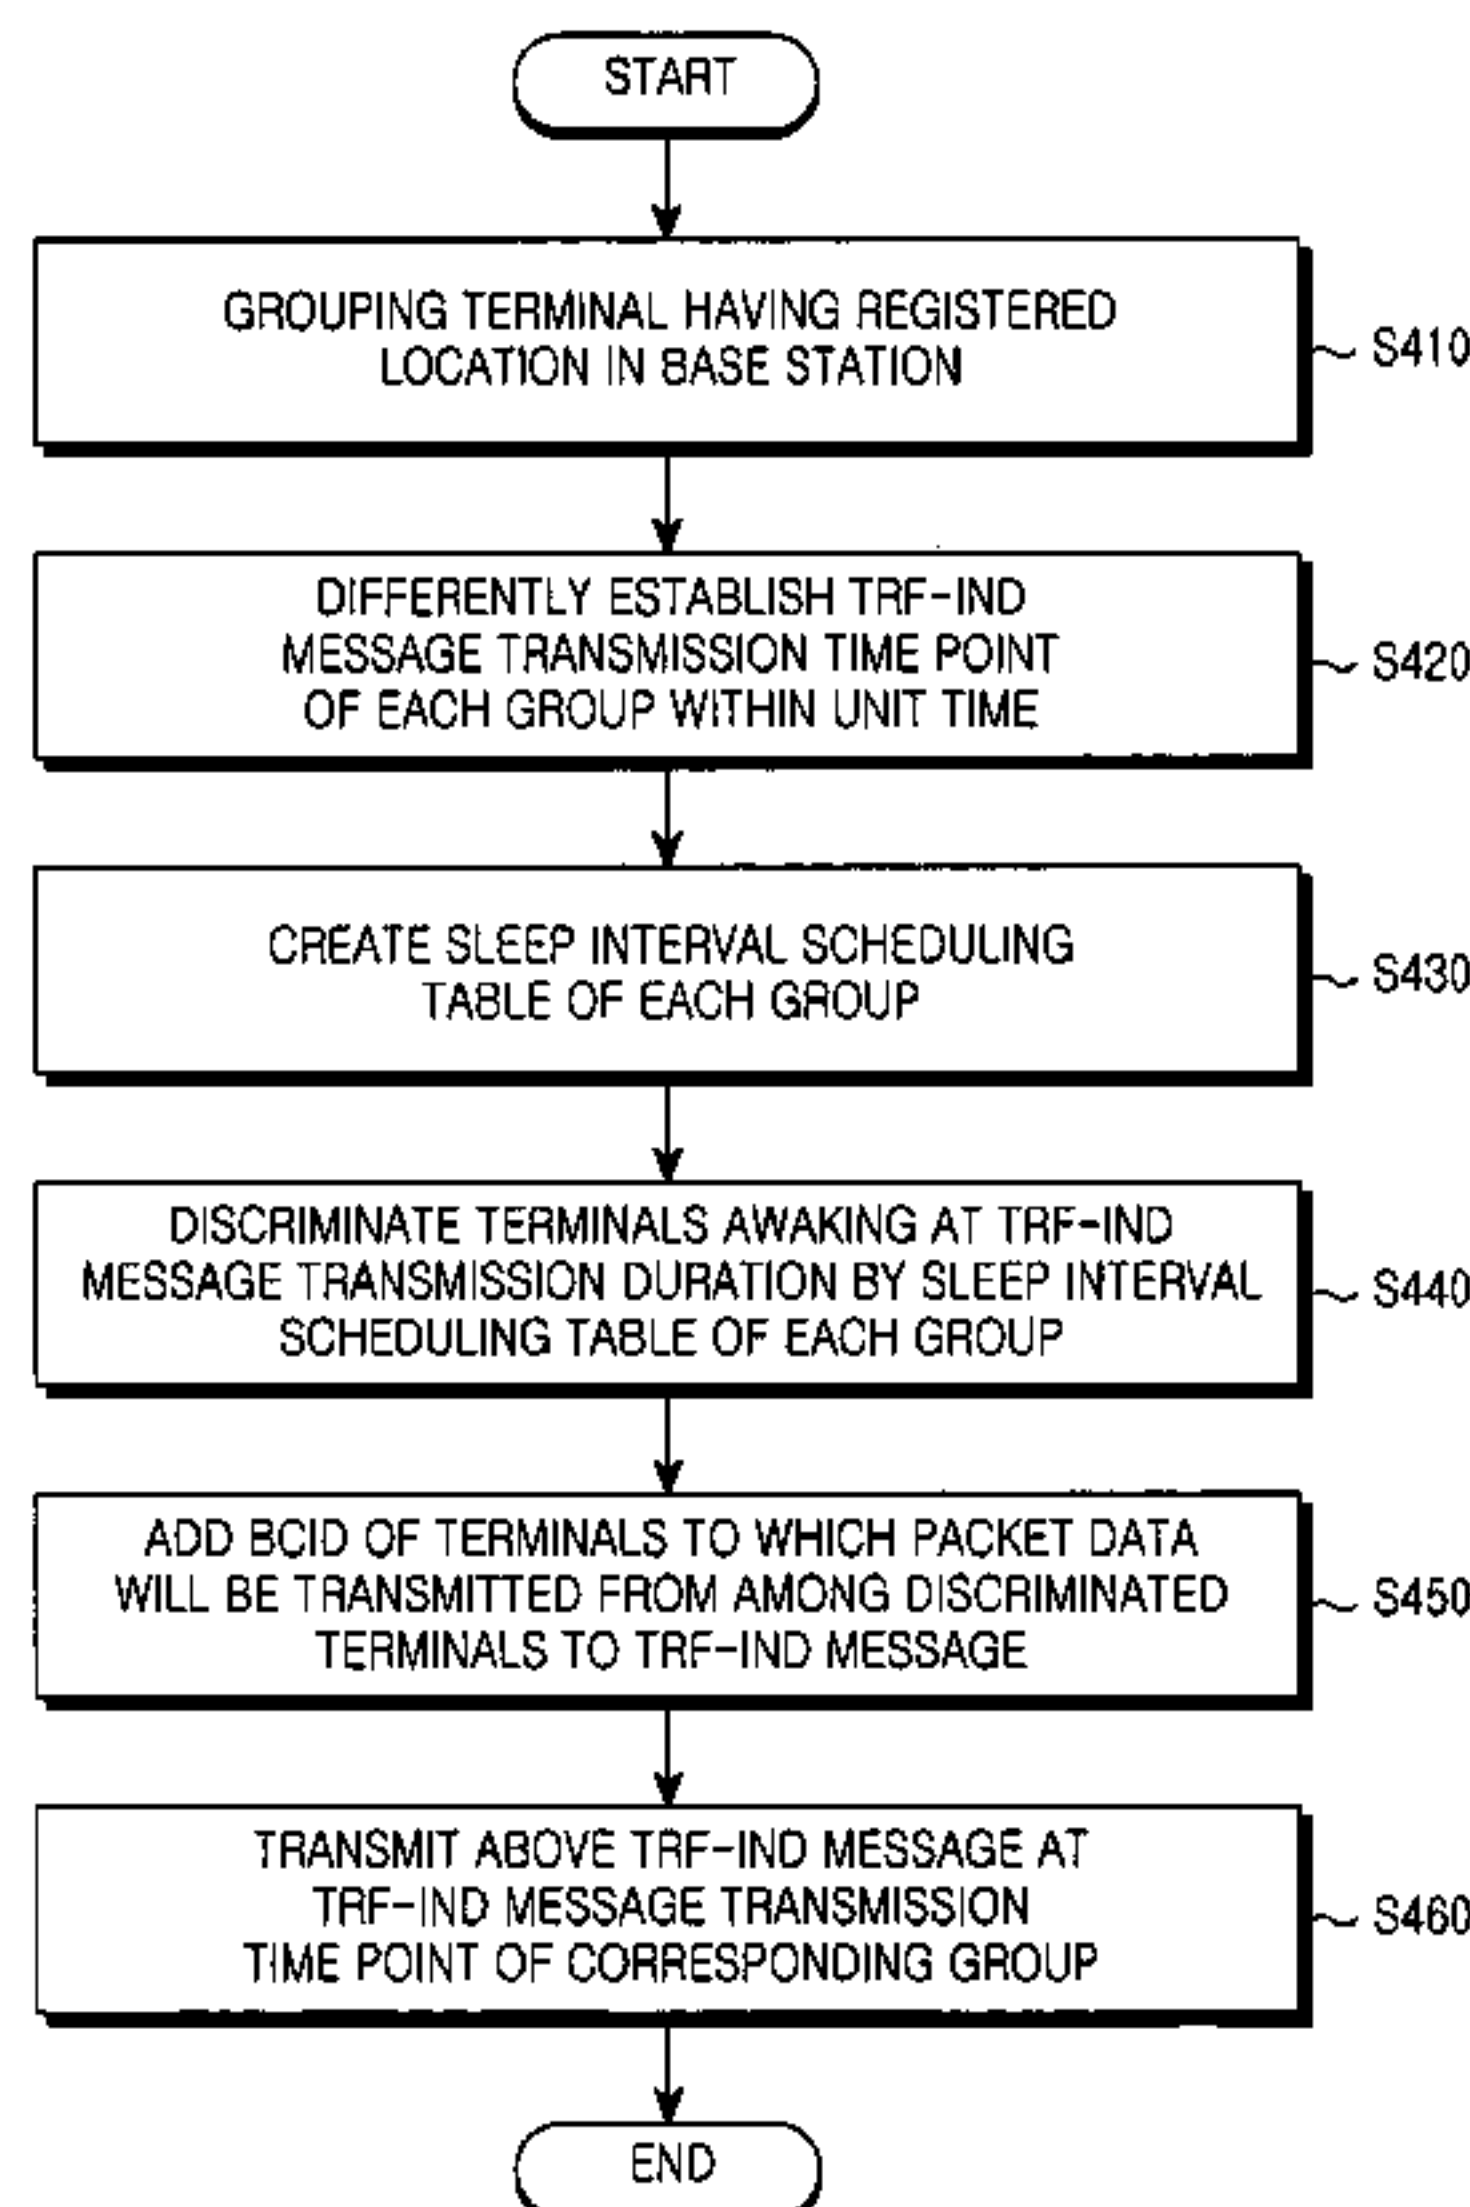 START
GROUPING TERMINAL HAVING REGISTERED
LOCATION IN BASE STATION
S410
DIFFERENTLY ESTABLISH TRF-IND
MESSAGE TRANSMISSION TIME POINT
OF EACH GROUP WITHIN UNIT TIME
S420
CREATE SLEEP INTERVAL SCHEDULING
TABLE OF EACH GROUP
S430
DISCRIMINATE TERMINALS AWAKING AT TRF-IND
MESSAGE TRANSMISSION DURATION BY SLEEP INTERVAL
SCHEDULING TABLE OF EACH GROUP
S440
ADD BCID OF TERMINALS TO WHICH PACKET DATA
WILL BE TRANSMITTED FROM AMONG DISCRIMINATED
TERMINALS TO TRF-IND MESSAGE
S450
TRANSMIT ABOVE TRF-IND MESSAGE AT
TRF-IND MESSAGE TRANSMISSION
TIME POINT OF CORRESPONDING GROUP
S460
END